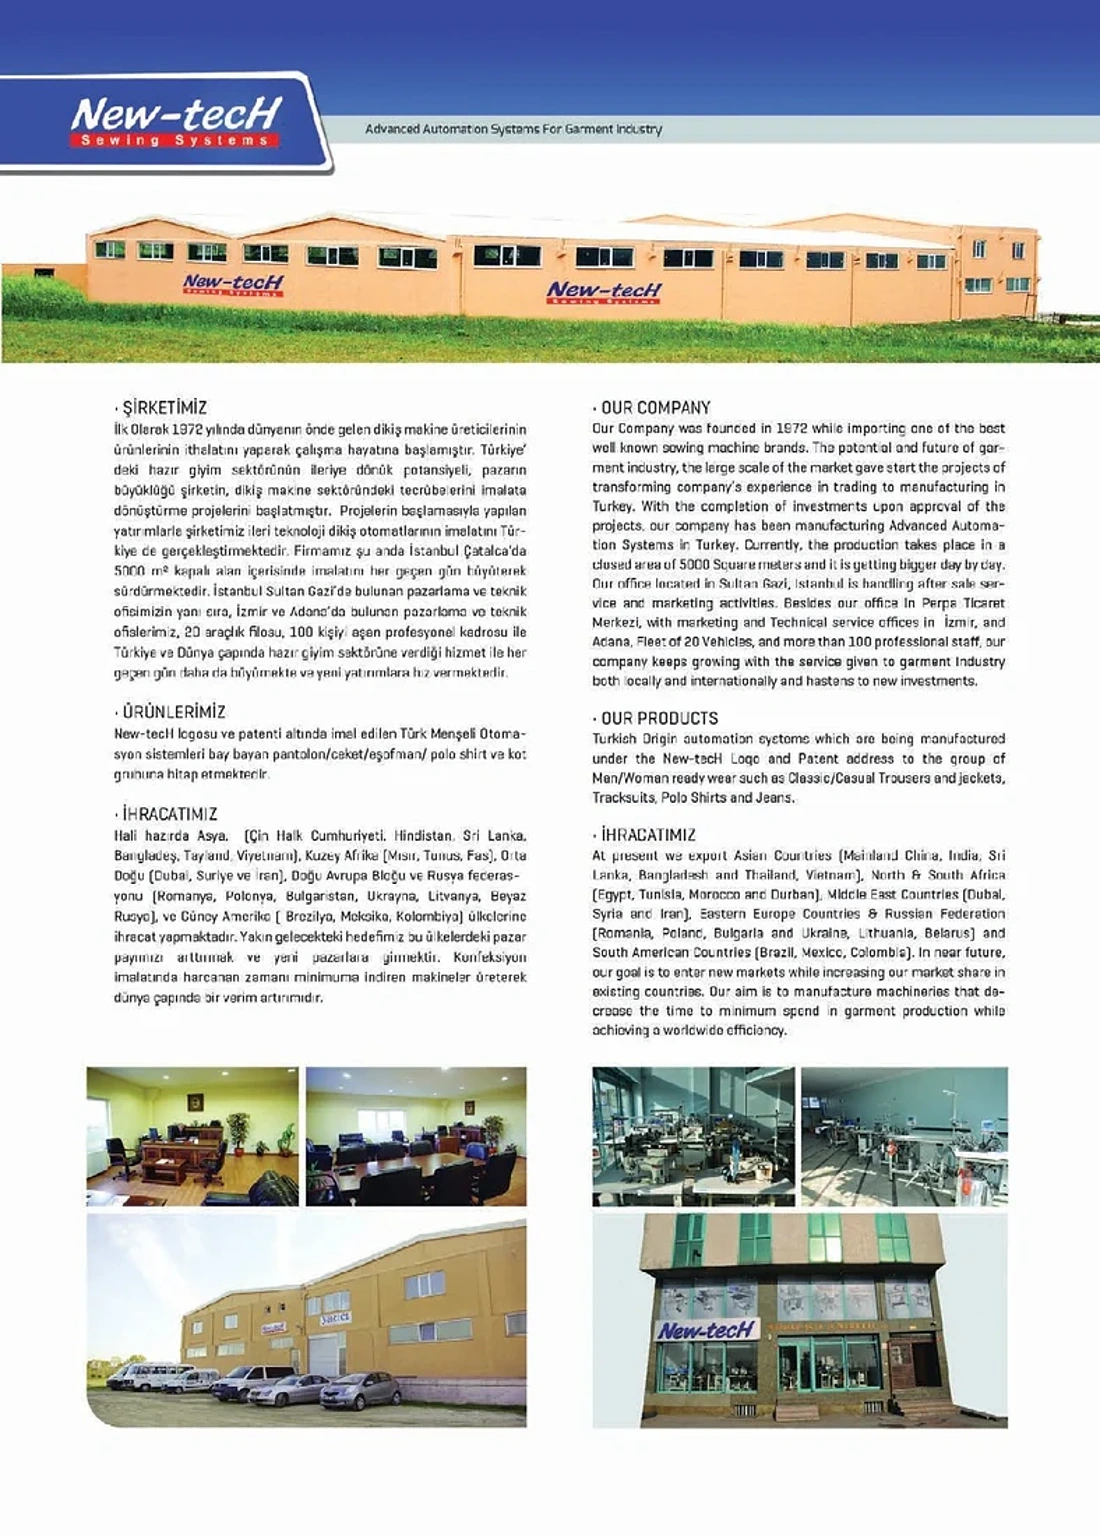 New-tecH
Sewing Systems
Advanced Automation Systems For Garment Industry
New-tecH
Sewing Systems
New-tecH
Sewing Systems
· ŞİRKETİMİZ
İlk Olarak 1972 yılında dünyanın önde gelen dikiş makine üreticilerinin
ürünlerinin ithalatını yaparak çalışma hayatına başlamıştır. Türkiye'
deki hazır giyim sektörünün ileriye dönük potansiyeli, pazarın
büyüklüğü şirketin, dikiş makine sektöründeki tecrübelerini imalata
dönüştürme projelerini başlatmıştır. Projelerin başlamasıyla yapılan
yatırımlarla şirketimiz ileri teknoloji dikiş otomatlarının imalatını Tür-
kiye de gerçekleştirmektedir. Firmamız şu anda İstanbul Çatalca'da
5000 m² kapalı alan içerisinde imalatını her geçen gün büyüterek
sürdürmektedir. İstanbul Sultan Gazi'de bulunan pazarlama ve teknik
ofisimizin yanı sıra, İzmir ve Adana'da bulunan pazarlama ve teknik
ofislerimiz, 20 araçlık filosu, 100 kişiyi aşan profesyonel kadrosu ile
Türkiye ve Dünya çapında hazır giyim sektörüne verdiği hizmet ile her
geçen gün daha da büyümekte ve yeni yatırımlara hız vermektedir.
· ÜRÜNLERİMİZ
New-tecH logosu ve patenti altında imal edilen Türk Menşeli Otoma-
syon sistemleri bay bayan pantolon/ceket/eşofman/ polo shirt ve kot
grubuna hitap etmektedir.
· İHRACATIMIZ
Hali hazırda Asya, (Çin Halk Cumhuriyeti, Hindistan, Sri Lanka,
Bangladeş, Tayland, Viyetnam), Kuzey Afrika (Mısır, Tunus, Fas), Orta
Doğu (Dubai, Suriye ve İran), Doğu Avrupa Bloğu ve Rusya federas-
yonu (Romanya, Polonya, Bulgaristan, Ukrayna, Litvanya, Beyaz
Rusya), ve Güney Amerika ( Brezilya, Meksika, Kolombiya) ülkelerine
ihracat yapmaktadır. Yakın gelecekteki hedefimiz bu ülkelerdeki pazar
payımızı arttırmak ve yeni pazarlara girmektir. Konfeksiyon
imalatında harcanan zamanı minimuma indiren makineler üreterek
dünya çapında bir verim artırımıdır.
· OUR COMPANY
Our Company was founded in 1972 while importing one of the best
well known sewing machine brands. The potential and future of gar-
ment industry, the large scale of the market gave start the projects of
transforming company's experience in trading to manufacturing in
Turkey. With the completion of investments upon approval of the
projects, our company has been manufacturing Advanced Automa-
tion Systems in Turkey. Currently, the production takes place in a
closed area of 5000 Square meters and it is getting bigger day by day.
Our office located in Sultan Gazi, Istanbul is handling after sale ser-
vice and marketing activities. Besides our office in Perpa Ticaret
Merkezi, with marketing and Technical service offices in İzmir, and
Adana, Fleet of 20 Vehicles, and more than 100 professional staff, our
company keeps growing with the service given to garment Industry
both locally and internationally and hastens to new investments.
· OUR PRODUCTS
Turkish Origin automation systems which are being manufactured
under the New-tecH Logo and Patent address to the group of
Man/Woman ready wear such as Classic/Casual Trousers and jackets,
Tracksuits, Polo Shirts and Jeans.
· İHRACATIMIZ
At present we export Asian Countries (Mainland China, India, Sri
Lanka, Bangladesh and Thailand, Vietnam), North & South Africa
(Egypt, Tunisia, Morocco and Durban), Middle East Countries (Dubai,
Syria and Iran), Eastern Europe Countries & Russian Federation
(Romania, Poland, Bulgaria and Ukraine, Lithuania, Belarus) and
South American Countries (Brazil, Mexico, Colombia). In near future,
our goal is to enter new markets while increasing our market share in
existing countries. Our aim is to manufacture machineries that de-
crease the time to minimum spend in garment production while
achieving a worldwide efficiency.
New-tecH